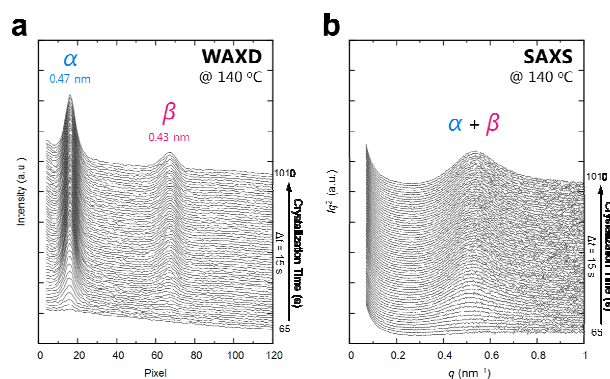 a
WAXD
@ 140 ºC
α
0.47 nm
β
0.43 nm
Intensity (a.u.)
1010
Crystallization Time (s)
Δt = 15 s
65
0 20 40 60 80 100 120
Pixel
b
SAXS
@ 140 ºC
α + β
Iq² (a.u.)
Crystallization Time (s)
Δt = 15 s
0 0.2 0.4 0.6 0.8 1
q (nm⁻¹)